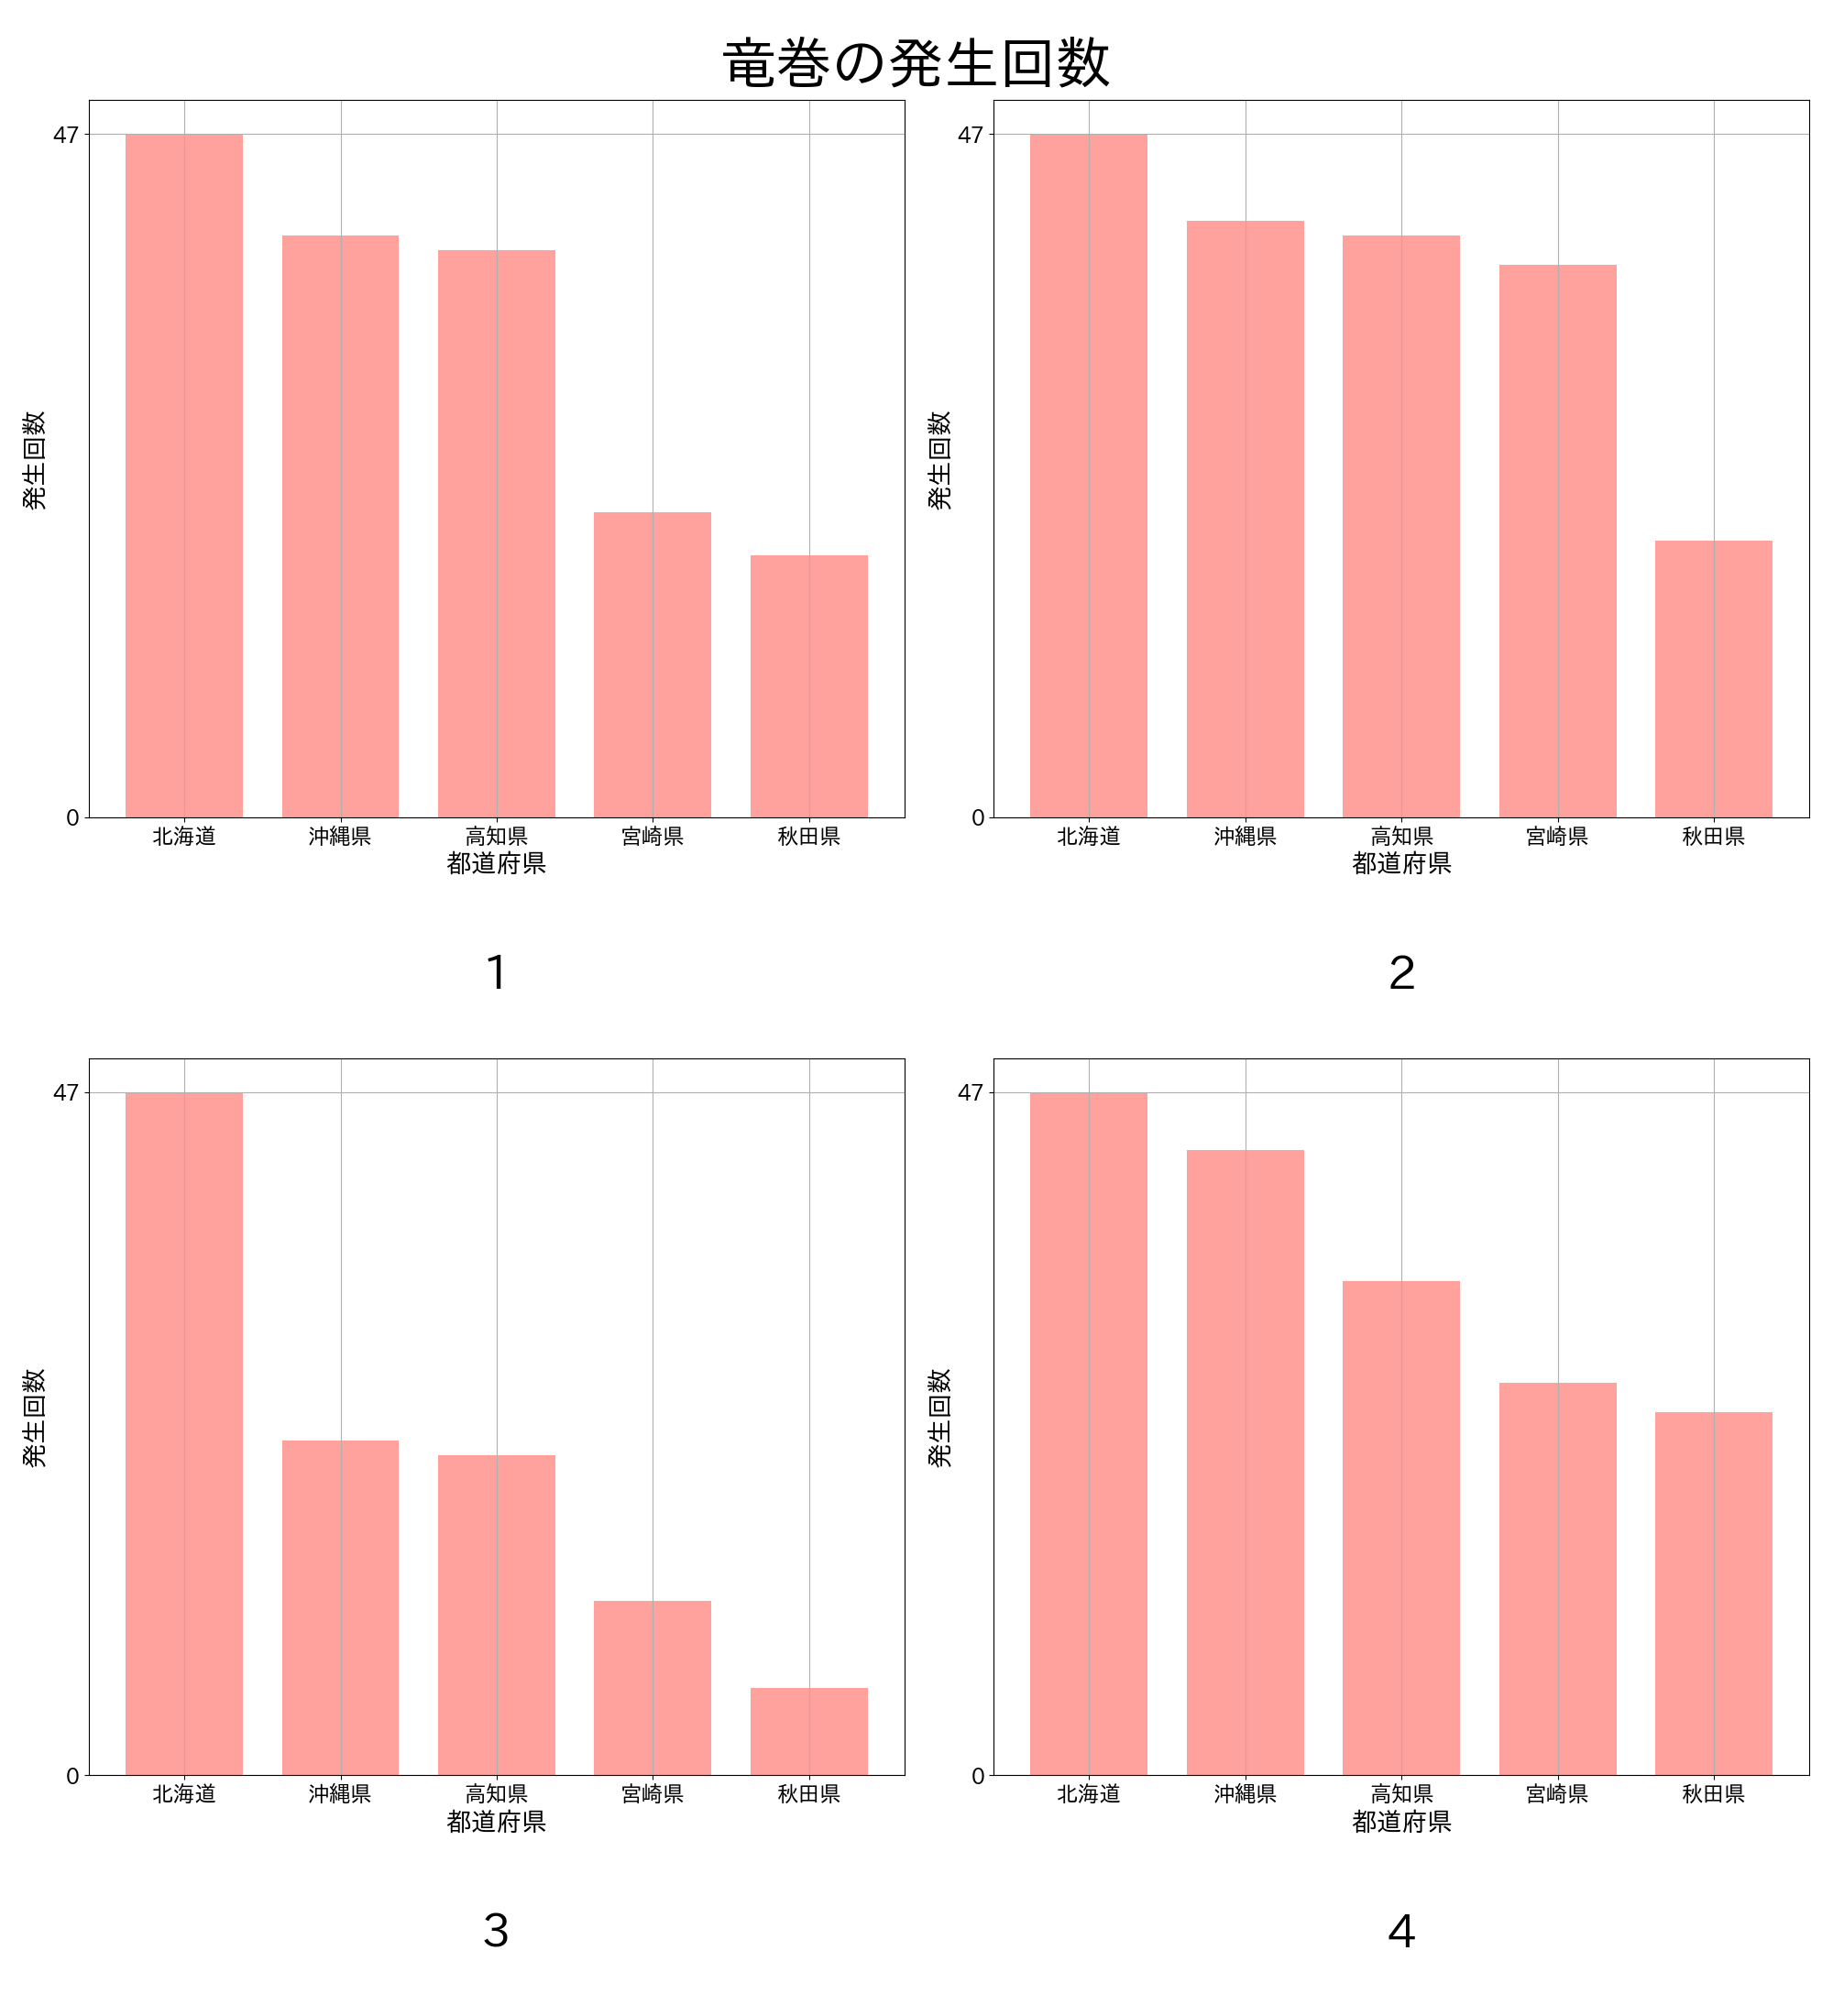 竜巻の発生回数
47
0
発生回数
北海道 沖縄県 高知県 宮崎県 秋田県
都道府県
1
47
0
発生回数
北海道 沖縄県 高知県 宮崎県 秋田県
都道府県
2
47
0
発生回数
北海道 沖縄県 高知県 宮崎県 秋田県
都道府県
3
47
0
発生回数
北海道 沖縄県 高知県 宮崎県 秋田県
都道府県
4